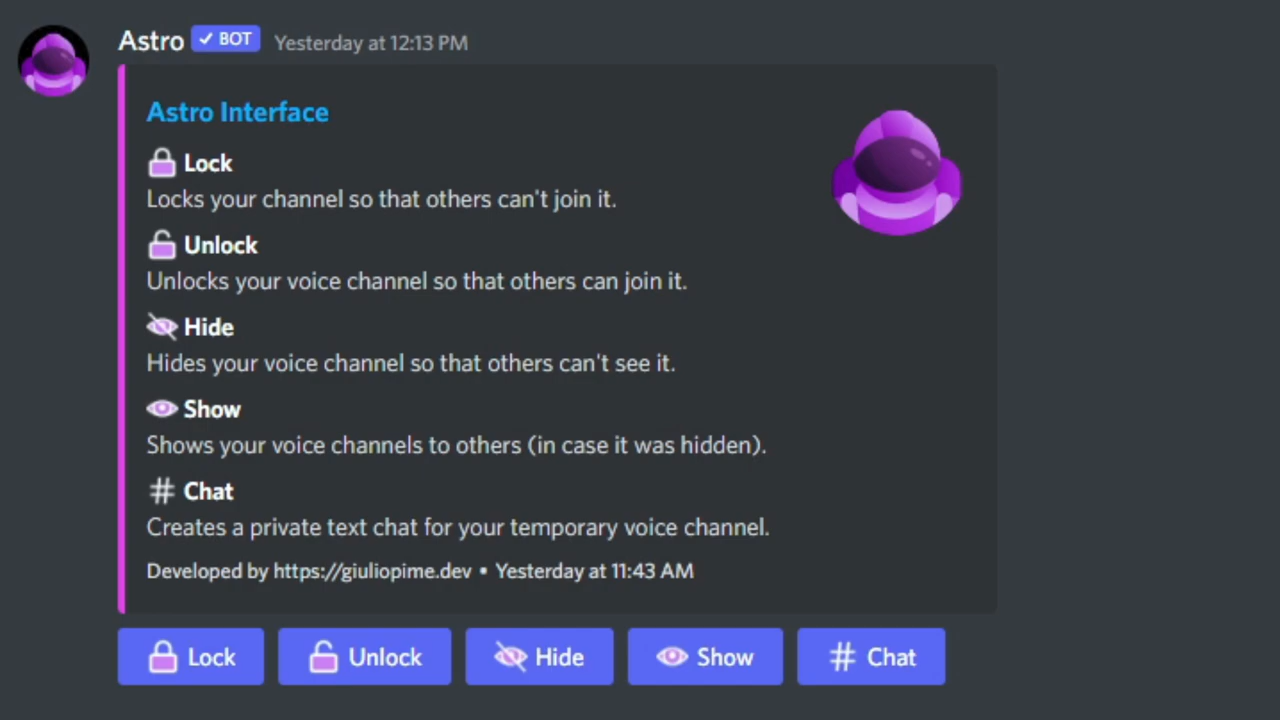 Astro ✓ BOT Yesterday at 12:13 PM
Astro Interface
Lock
Locks your channel so that others can't join it.
Unlock
Unlocks your voice channel so that others can join it.
Hide
Hides your voice channel so that others can't see it.
Show
Shows your voice channels to others (in case it was hidden).
# Chat
Creates a private text chat for your temporary voice channel.
Developed by https://giuliopime.dev • Yesterday at 11:43 AM
Lock Unlock Hide Show # Chat